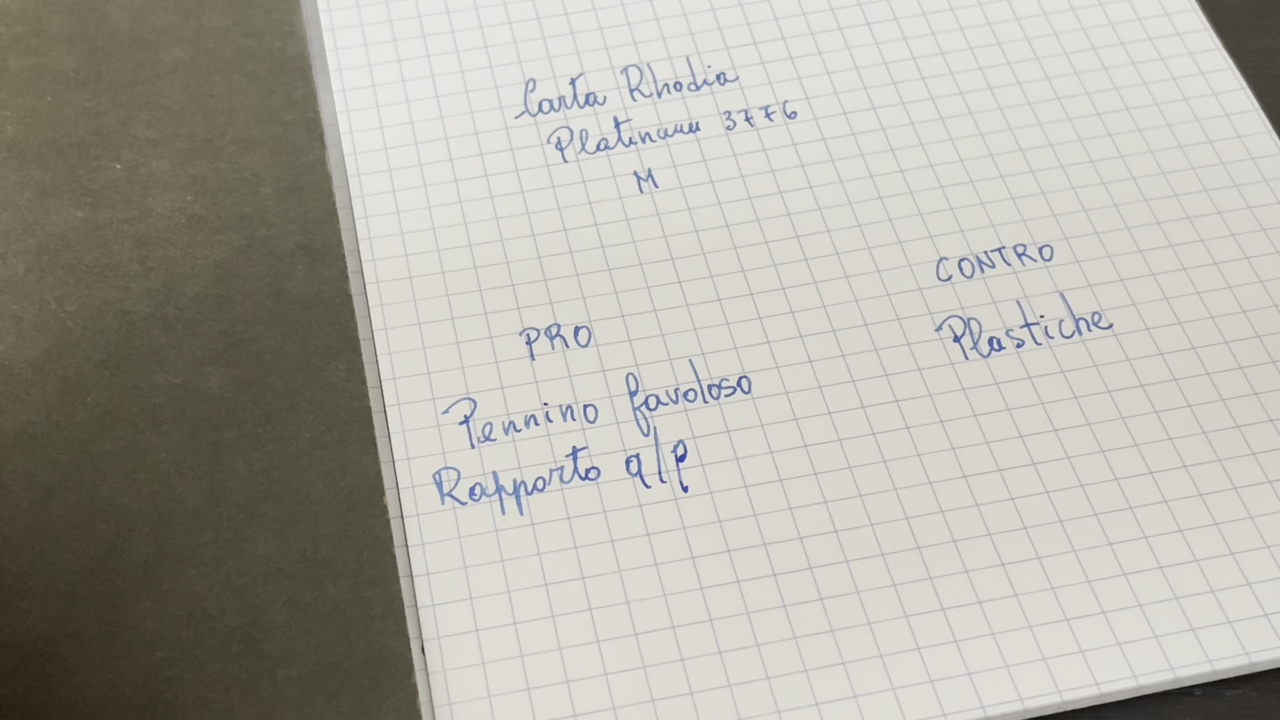 Carta Rhodia
Platinum 3776
M
PRO
Pennino favoloso
Rapporto q/p
CONTRO
Plastiche